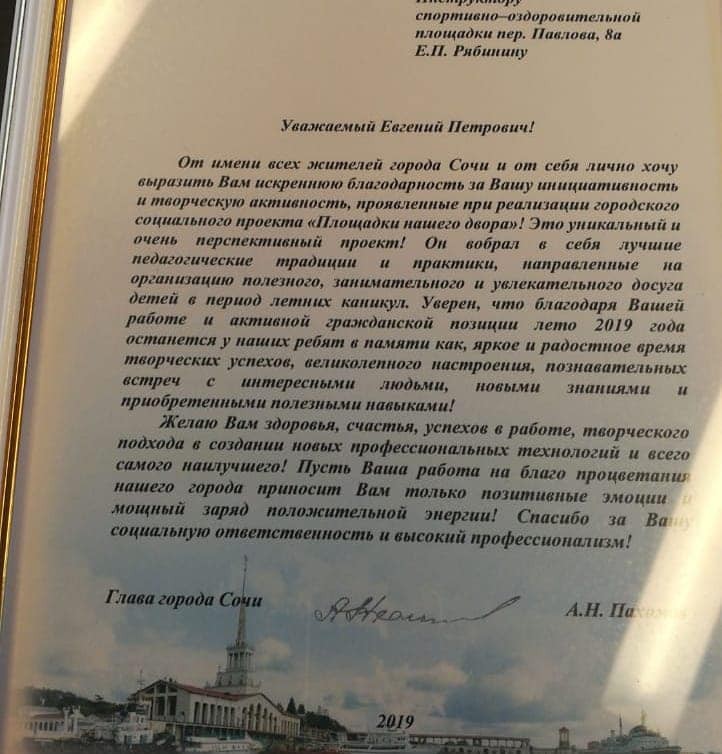 Инструктору
спортивно–оздоровительной
площадки пер. Павлова, 8а
Е.П. Рябинину
Уважаемый Евгений Петрович!
От имени всех жителей города Сочи и от себя лично хочу
выразить Вам искреннюю благодарность за Вашу инициативность
и творческую активность, проявленные при реализации городского
социального проекта «Площадки нашего двора»! Это уникальный и
очень перспективный проект! Он вобрал в себя лучшие
педагогические традиции и практики, направленные на
организацию полезного, занимательного и увлекательного досуга
детей в период летних каникул. Уверен, что благодаря Вашей
работе и активной гражданской позиции лето 2019 года
останется у наших ребят в памяти как, яркое и радостное время
творческих успехов, великолепного настроения, познавательных
встреч с интересными людьми, новыми знаниями и
приобретенными полезными навыками!
Желаю Вам здоровья, счастья, успехов в работе, творческого
подхода в создании новых профессиональных технологий и всего
самого наилучшего! Пусть Ваша работа на благо процветания
нашего города приносит Вам только позитивные эмоции и
мощный заряд положительной энергии! Спасибо за Вашу
социальную ответственность и высокий профессионализм!
Глава города Сочи
А.Н. Пахомов
2019